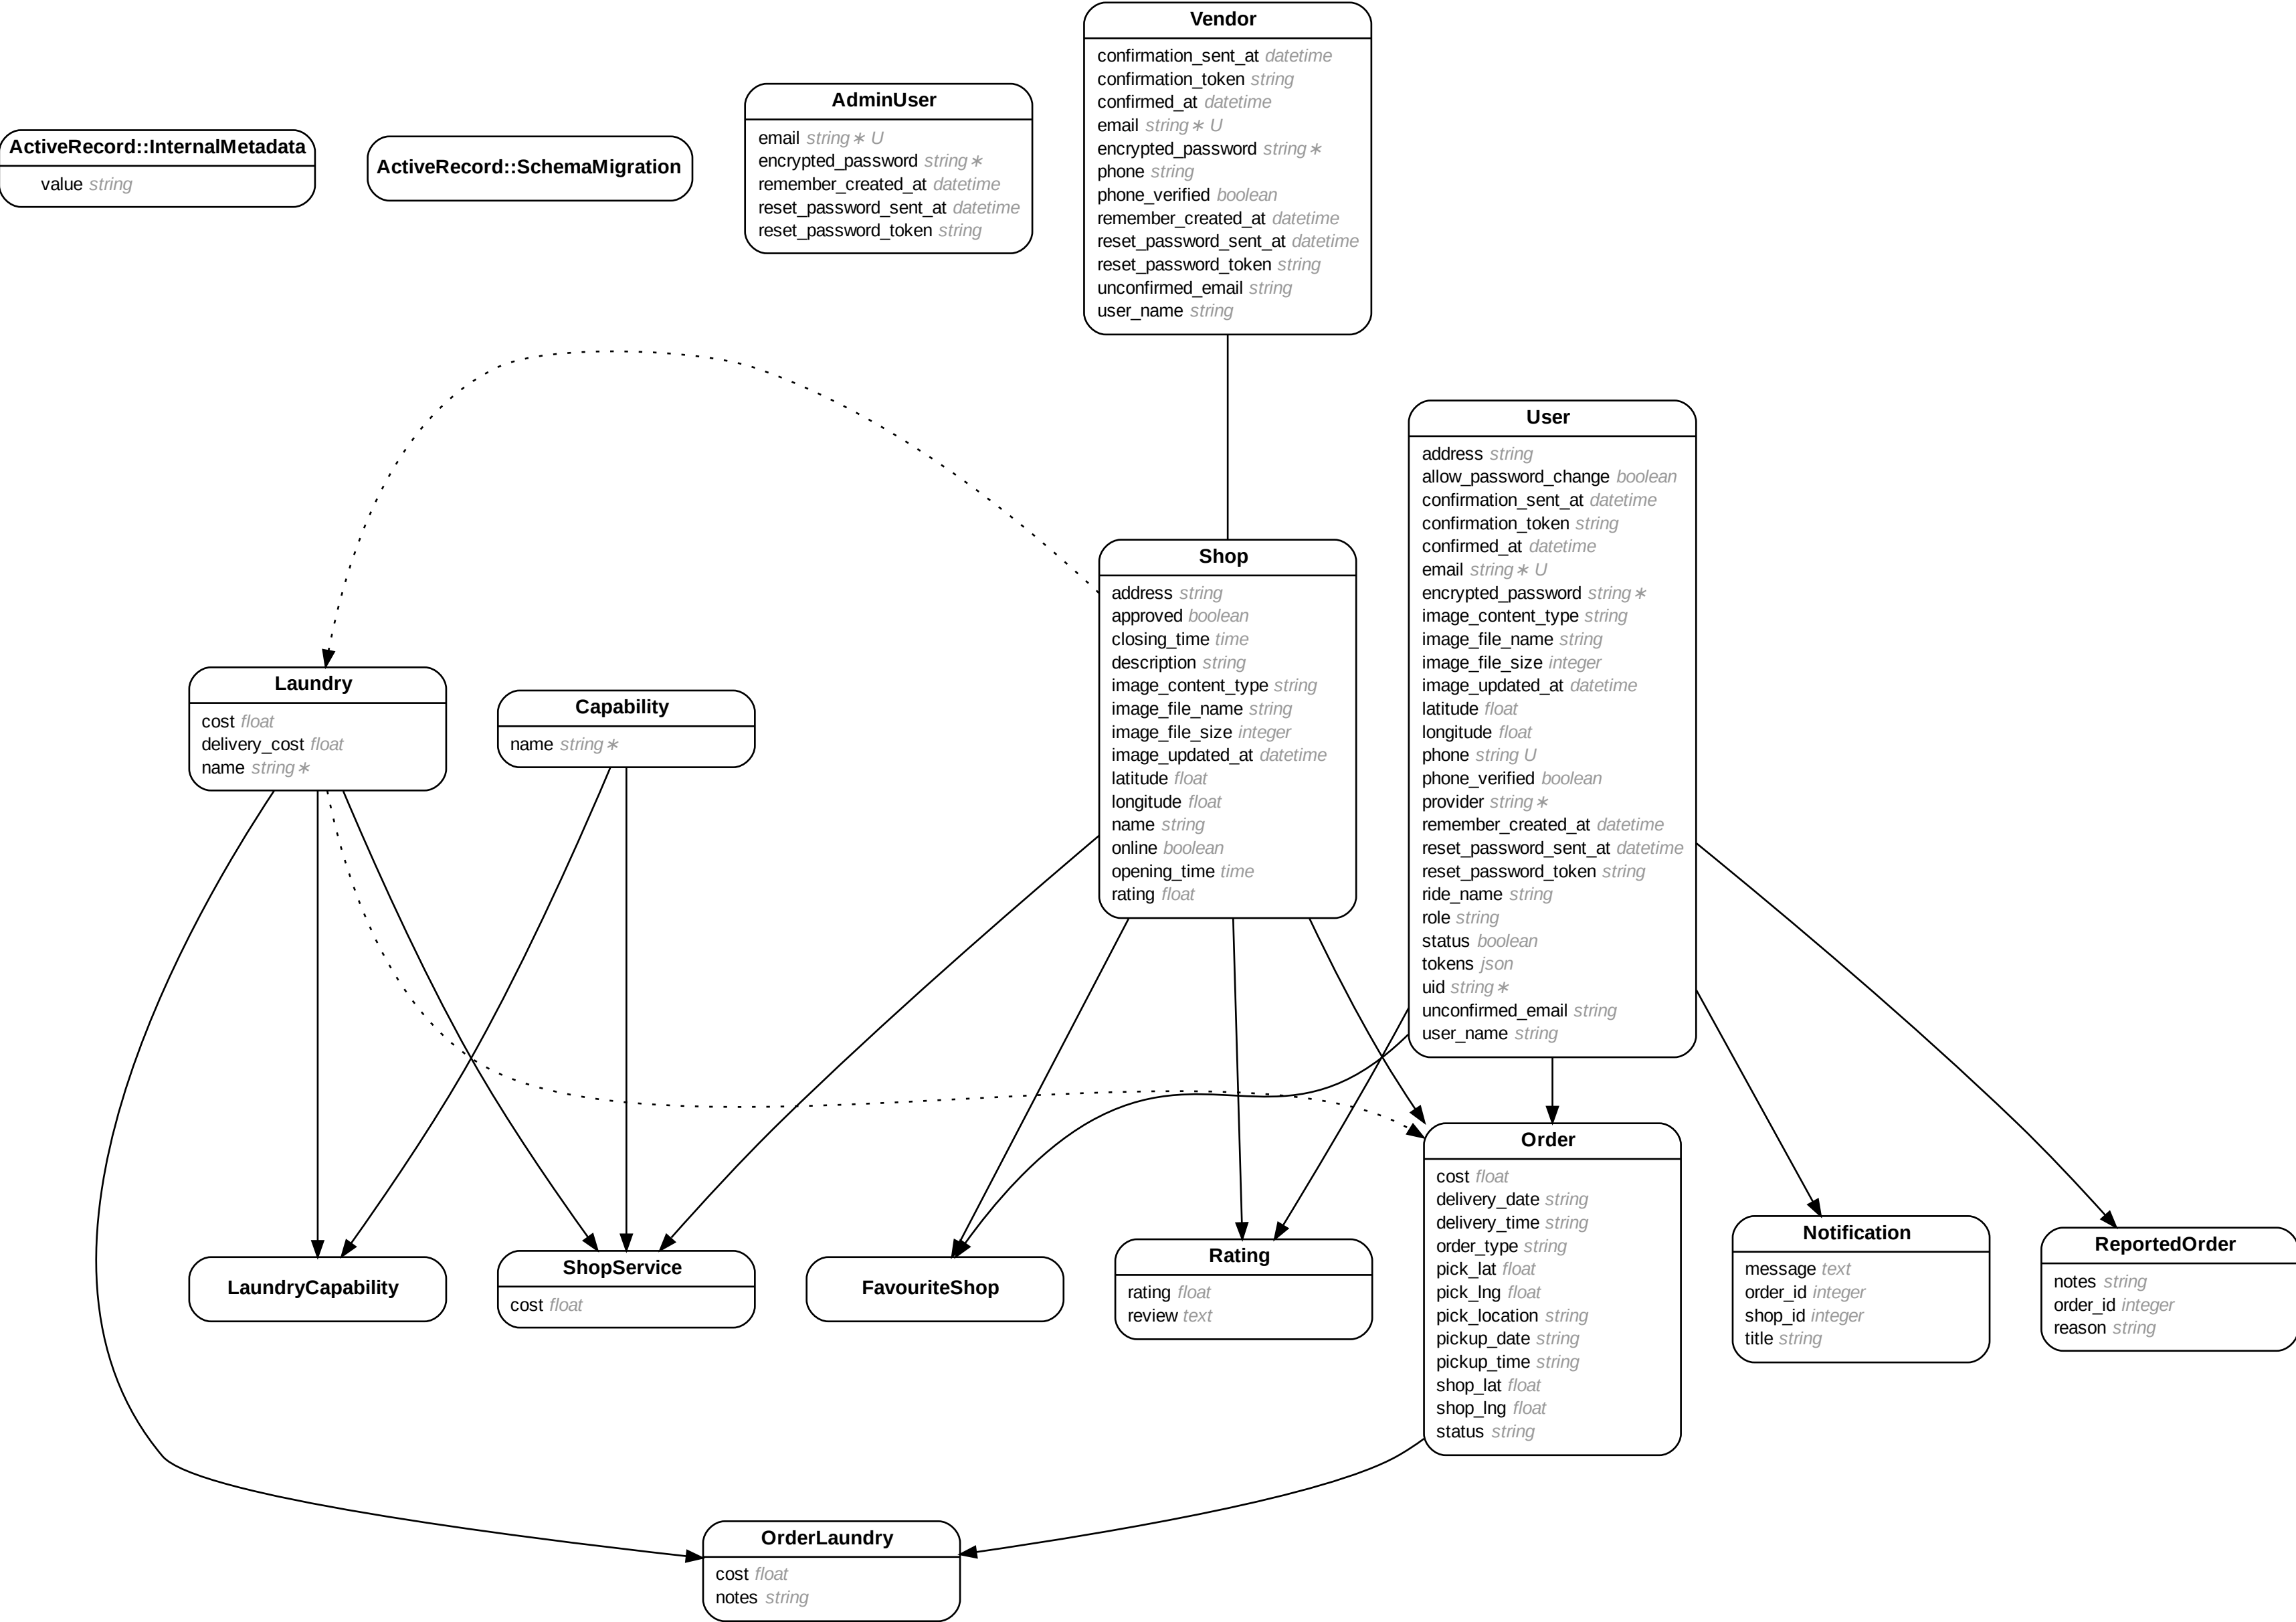 Vendor
confirmation_sent_at datetime
confirmation_token string
confirmed_at datetime
email string∗ U
encrypted_password string∗
phone string
phone_verified boolean
remember_created_at datetime
reset_password_sent_at datetime
reset_password_token string
unconfirmed_email string
user_name string
AdminUser
email string∗ U
encrypted_password string∗
remember_created_at datetime
reset_password_sent_at datetime
reset_password_token string
ActiveRecord::InternalMetadata
value string
ActiveRecord::SchemaMigration
User
address string
allow_password_change boolean
confirmation_sent_at datetime
confirmation_token string
confirmed_at datetime
email string∗ U
encrypted_password string∗
image_content_type string
image_file_name string
image_file_size integer
image_updated_at datetime
latitude float
longitude float
phone string U
phone_verified boolean
provider string∗
remember_created_at datetime
reset_password_sent_at datetime
reset_password_token string
ride_name string
role string
status boolean
tokens json
uid string∗
unconfirmed_email string
user_name string
Shop
address string
approved boolean
closing_time time
description string
image_content_type string
image_file_name string
image_file_size integer
image_updated_at datetime
latitude float
longitude float
name string
online boolean
opening_time time
rating float
Laundry
cost float
delivery_cost float
name string∗
Capability
name string∗
LaundryCapability
ShopService
cost float
FavouriteShop
Rating
rating float
review text
Order
cost float
delivery_date string
delivery_time string
order_type string
pick_lat float
pick_lng float
pick_location string
pickup_date string
pickup_time string
shop_lat float
shop_lng float
status string
Notification
message text
order_id integer
shop_id integer
title string
ReportedOrder
notes string
order_id integer
reason string
OrderLaundry
cost float
notes string